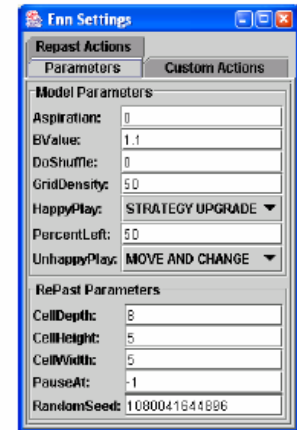 Enn Settings
Repast Actions
Parameters
Custom Actions
Model Parameters
Aspiration: 0
BValue: 1.1
DoShuffle: 0
GridDensity: 50
HappyPlay: STRATEGY UPGRADE
PercentLeft: 50
UnhappyPlay: MOVE AND CHANGE
RePast Parameters
CellDepth: 8
CellHeight: 5
CellWidth: 5
PauseAt: -1
RandomSeed: 1080041644896